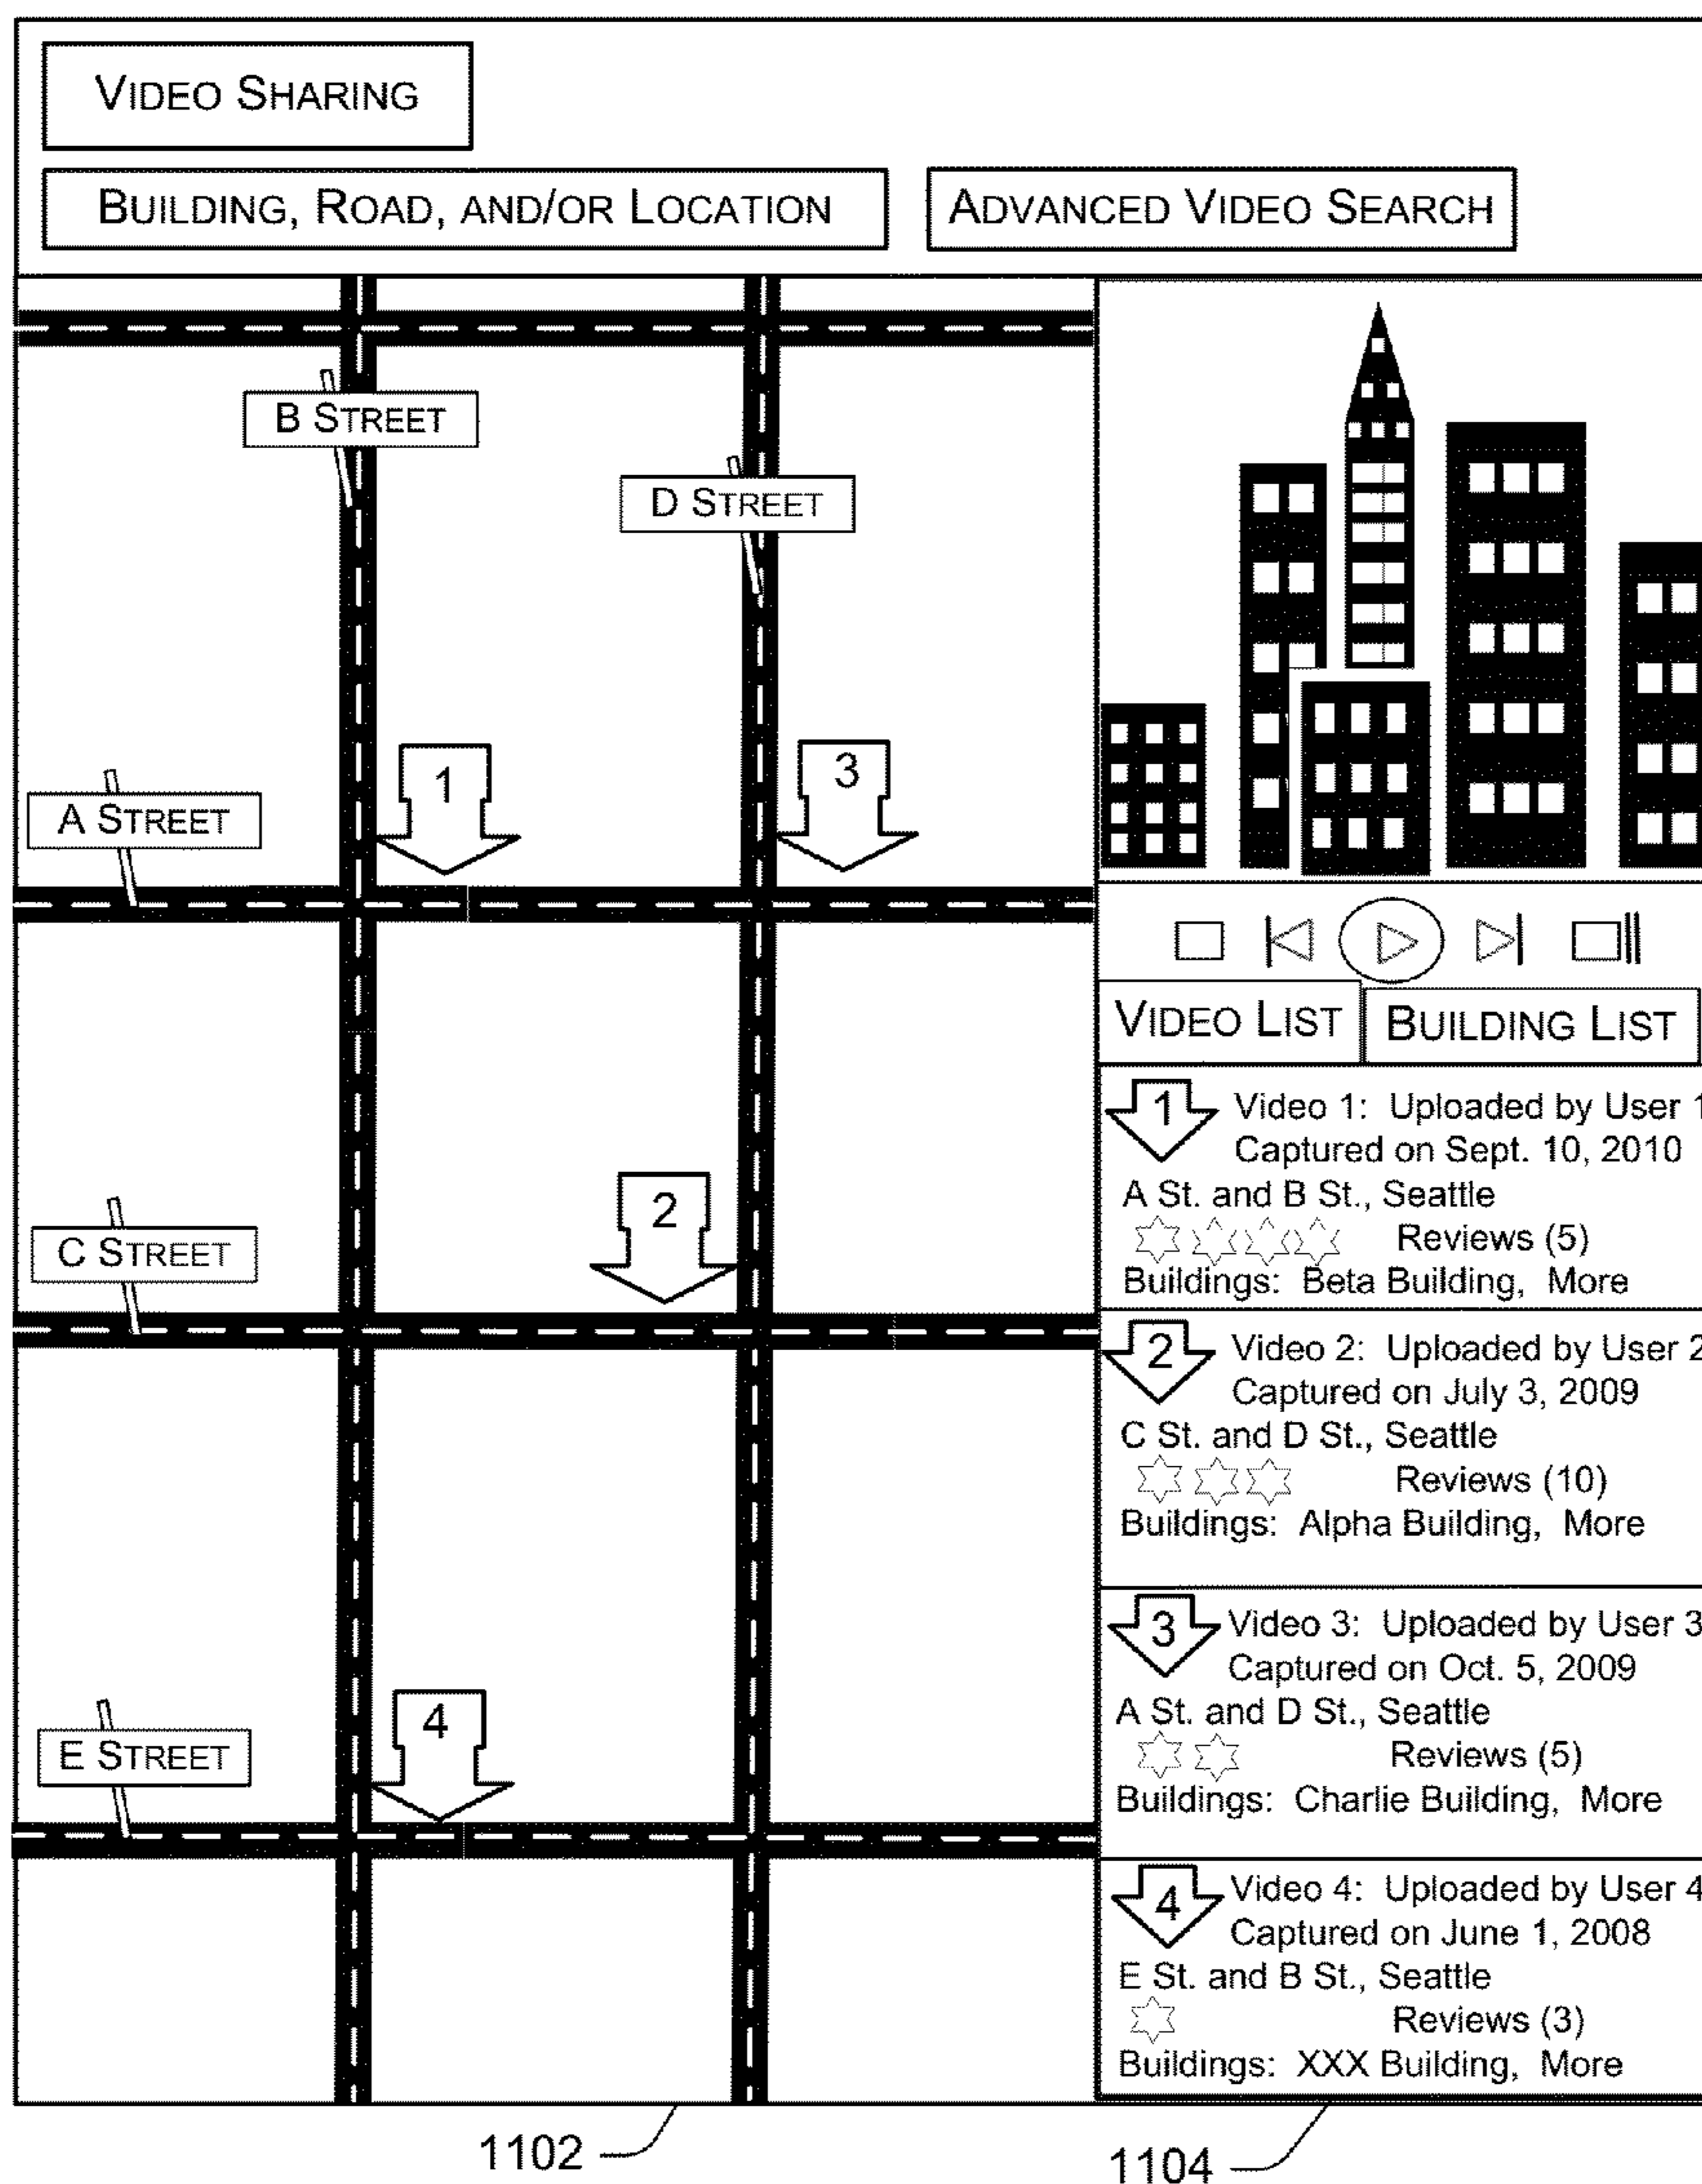 VIDEO SHARING
BUILDING, ROAD, AND/OR LOCATION
ADVANCED VIDEO SEARCH
B STREET
D STREET
1
3
A STREET
2
C STREET
4
E STREET
VIDEO LIST
BUILDING LIST
1
Video 1: Uploaded by User 1
Captured on Sept. 10, 2010
A St. and B St., Seattle
Reviews (5)
Buildings: Beta Building, More
2
Video 2: Uploaded by User 2
Captured on July 3, 2009
C St. and D St., Seattle
Reviews (10)
Buildings: Alpha Building, More
3
Video 3: Uploaded by User 3
Captured on Oct. 5, 2009
A St. and D St., Seattle
Reviews (5)
Buildings: Charlie Building, More
4
Video 4: Uploaded by User 4
Captured on June 1, 2008
E St. and B St., Seattle
Reviews (3)
Buildings: XXX Building, More
1102
1104